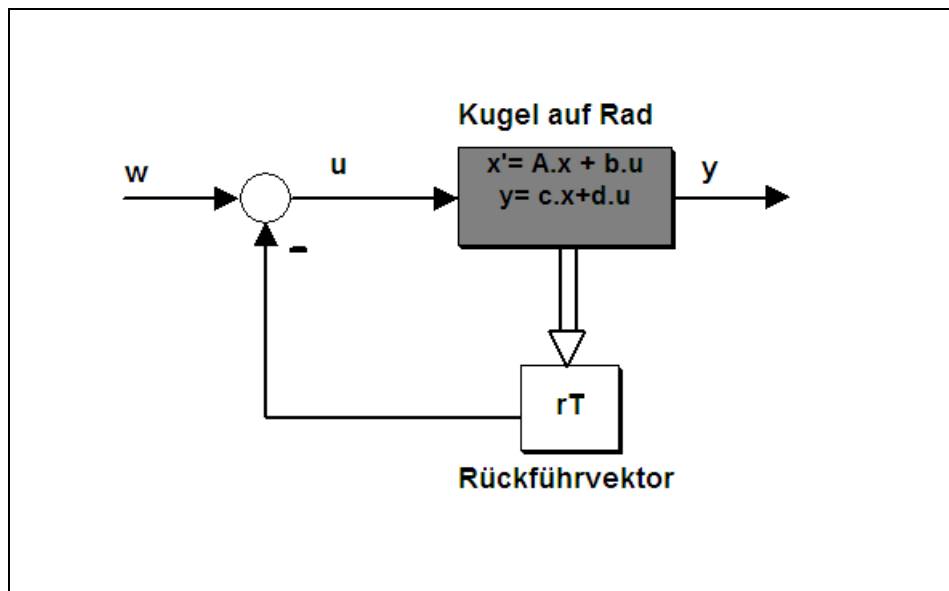 Kugel auf Rad
w
u
x'= A.x + b.u
y= c.x+d.u
y
-
rT
Rückführvektor